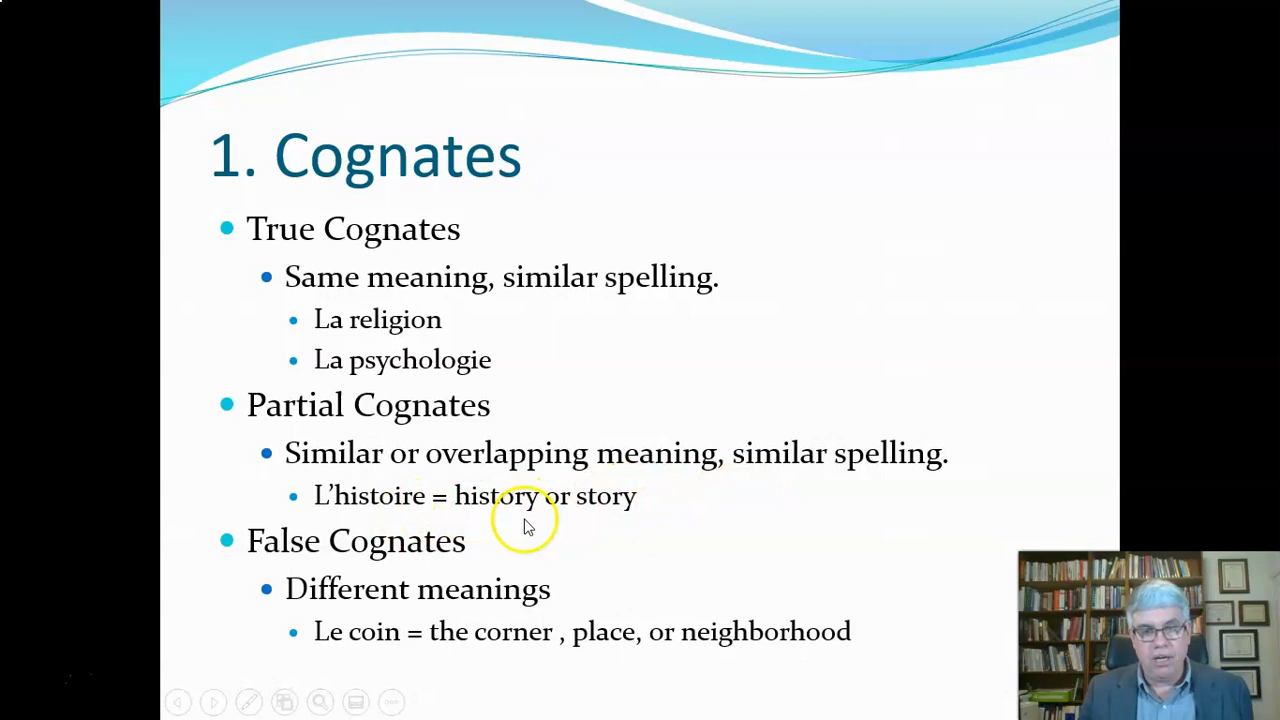 1. Cognates
True Cognates
Same meaning, similar spelling.
La religion
La psychologie
Partial Cognates
Similar or overlapping meaning, similar spelling.
L’histoire = history or story
False Cognates
Different meanings
Le coin = the corner , place, or neighborhood